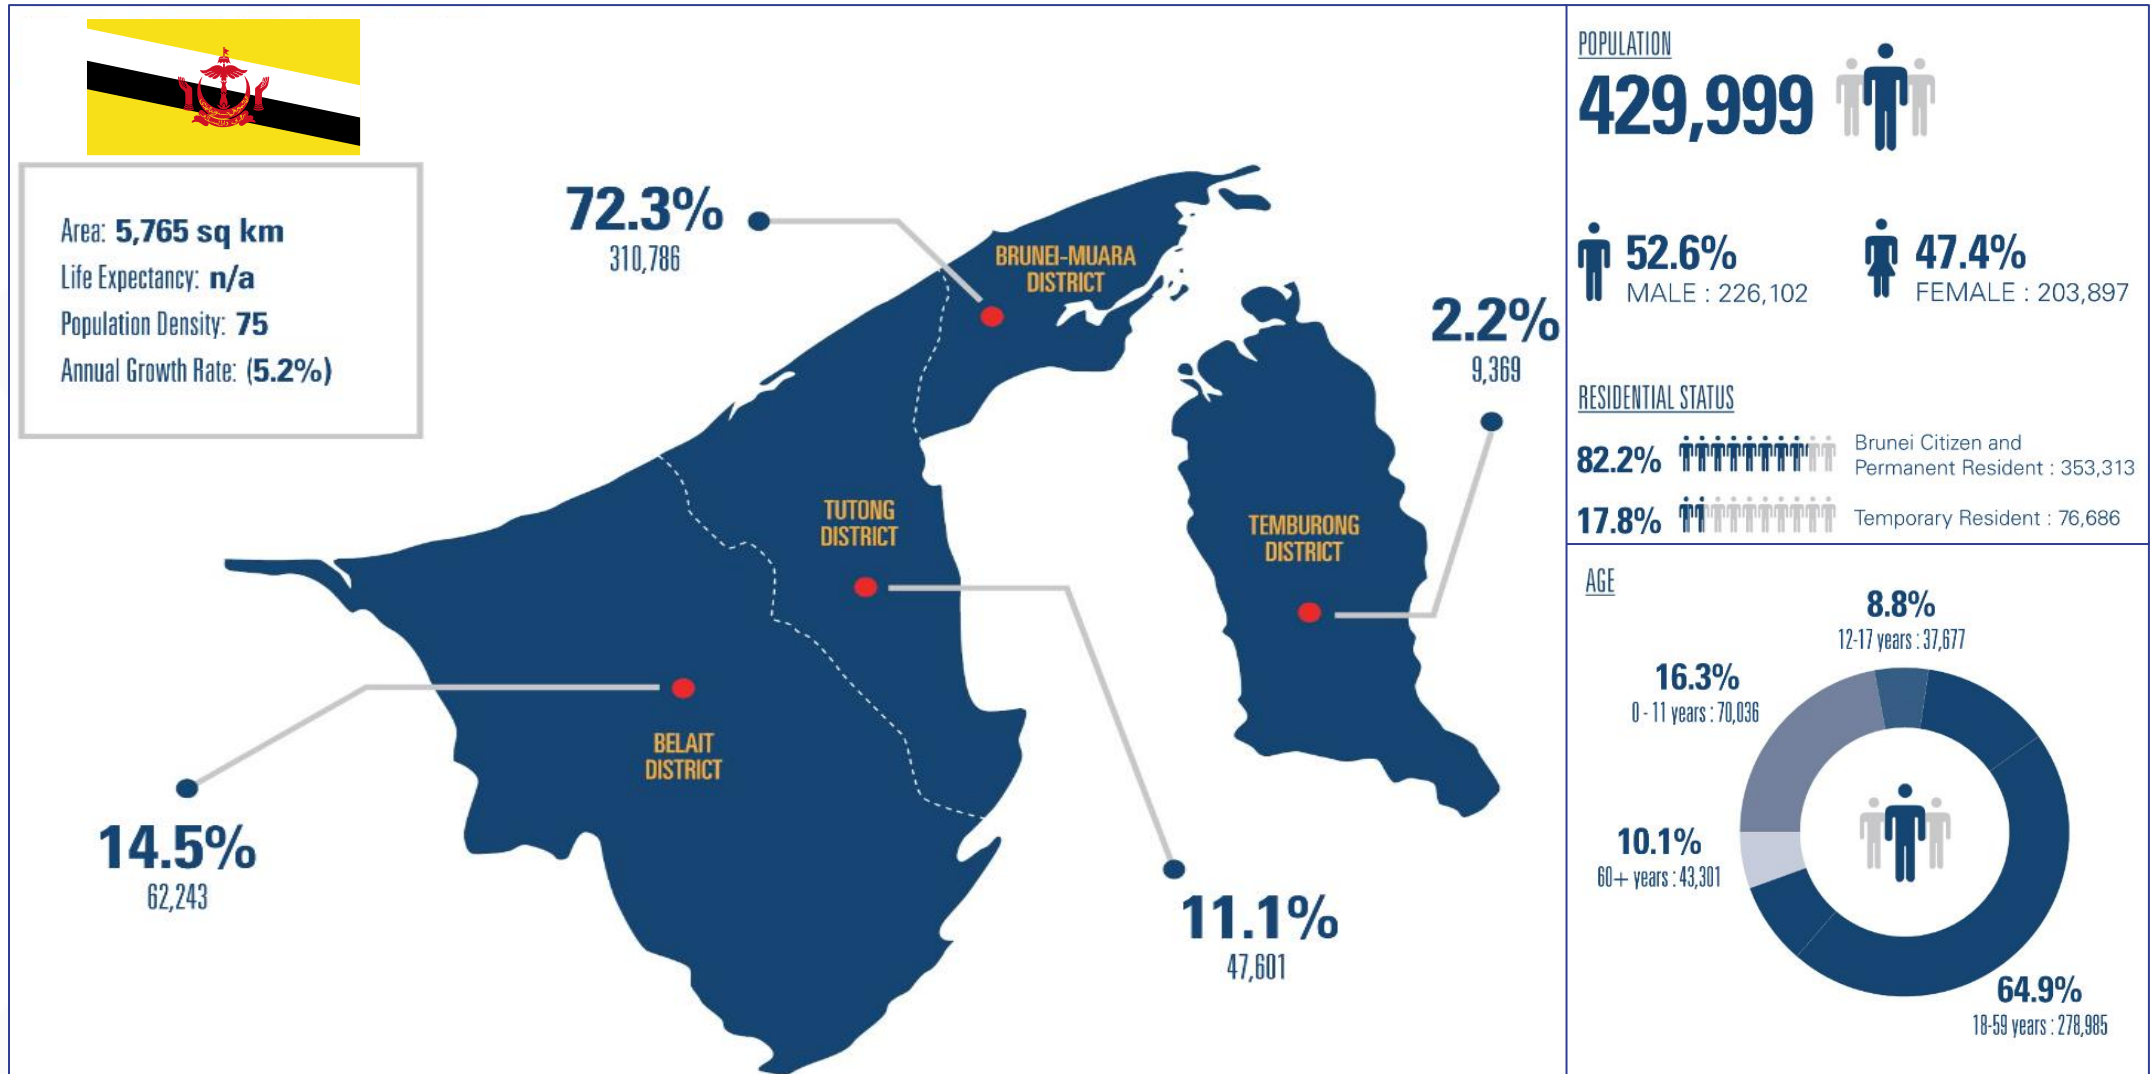 Area: 5,765 sq km
Life Expectancy: n/a
Population Density: 75
Annual Growth Rate: (5.2%)
72.3%
310,786
BRUNEI-MUARA
DISTRICT
2.2%
9,369
TUTONG
DISTRICT
TEMBURONG
DISTRICT
BELAIT
DISTRICT
14.5%
62,243
11.1%
47,601
POPULATION
429,999
52.6%
MALE : 226,102
47.4%
FEMALE : 203,897
RESIDENTIAL STATUS
82.2%
Brunei Citizen and
Permanent Resident : 353,313
17.8%
Temporary Resident : 76,686
AGE
8.8%
12-17 years : 37,677
16.3%
0 - 11 years : 70,036
10.1%
60+ years : 43,301
64.9%
18-59 years : 278,985